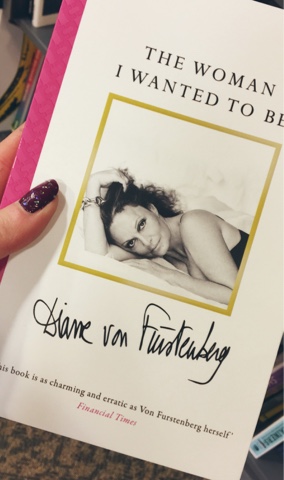 THE WOMAN
I WANTED TO BE
Diane von Furstenberg
his book is as charming and erratic as Von Furstenberg herself'
Financial Times